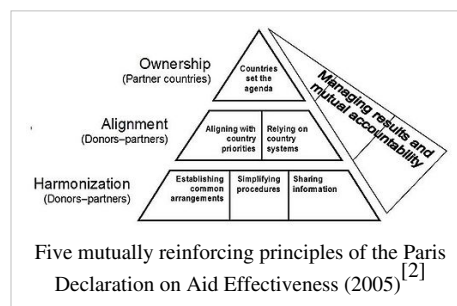 Ownership
(Partner countries)
Countries
set the
agenda
Managing results and
mutual accountability
Alignment
(Donors–partners)
Aligning with
country
priorities
Relying on
country
systems
Harmonization
(Donors–partners)
Establishing
common
arrangements
Simplifying
procedures
Sharing
information
Five mutually reinforcing principles of the Paris
Declaration on Aid Effectiveness (2005)[2]